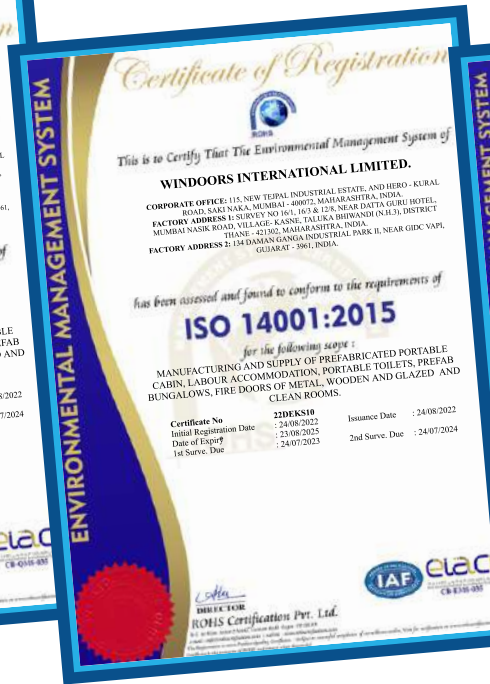 Certificate of Registration
ROHS
This is to Certify That The Environmental Management System of
WINDOORS INTERNATIONAL LIMITED.
CORPORATE OFFICE: 115, NEW TEJPAL INDUSTRIAL ESTATE, AND HERO - KURAL
ROAD, SAKI NAKA, MUMBAI - 400072, MAHARASHTRA, INDIA.
FACTORY ADDRESS 1: SURVEY NO 16/1, 16/3 & 12/8, NEAR DATTA GURU HOTEL,
MUMBAI NASIK ROAD, VILLAGE- KASNE, TALUKA BHIWANDI (N.H.3), DISTRICT
THANE - 421302, MAHARASHTRA, INDIA.
FACTORY ADDRESS 2: 134 DAMAN GANGA INDUSTRIAL PARK II, NEAR GIDC VAPI,
GUJARAT - 3961, INDIA.
has been assessed and found to conform to the requirements of
ISO 14001:2015
for the following scope :
MANUFACTURING AND SUPPLY OF PREFABRICATED PORTABLE
CABIN, LABOUR ACCOMMODATION, PORTABLE TOILETS, PREFAB
BUNGALOWS, FIRE DOORS OF METAL, WOODEN AND GLAZED AND
CLEAN ROOMS.
Certificate No 22DEKS10
Initial Registration Date : 24/08/2022 Issuance Date : 24/08/2022
Date of Expiry : 23/08/2025
1st Surve. Due : 24/07/2023 2nd Surve. Due : 24/07/2024
ENVIRONMENTAL MANAGEMENT SYSTEM
DIRECTOR
ROHS Certification Pvt. Ltd.
IAF
eiac
CB-EMS-035
MANAGEMENT SYSTEM
CB-QMS-035